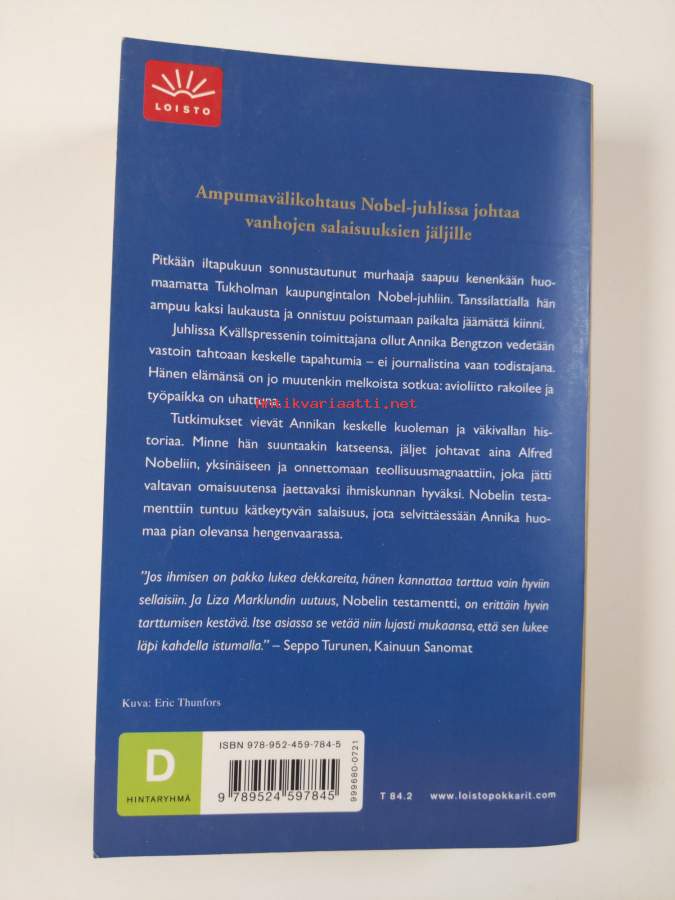 LOISTO
Ampumavälikohtaus Nobel-juhlissa johtaa
vanhojen salaisuuksien jäljille
Pitkään iltapukuun sonnustautunut murhaaja saapuu kenenkään huo-
maamatta Tukholman kaupungintalon Nobel-juhliin. Tanssilattialla hän
ampuu kaksi laukausta ja onnistuu poistumaan paikalta jäämättä kiinni.
Juhlissa Kvällspressenin toimittajana ollut Annika Bengtzon vedetään
vastoin tahtoaan keskelle tapahtumia – ei journalistina vaan todistajana.
Hänen elämänsä on jo muutenkin melkoista sotkua: avioliitto rakoilee ja
työpaikka on uhattuna.
Antikvariaatti.net
Tutkimukset vievät Annikan keskelle kuoleman ja väkivallan his-
toriaa. Minne hän suuntaakin katseensa, jäljet johtavat aina Alfred
Nobeliin, yksinäiseen ja onnettomaan teollisuusmagnaattiin, joka jätti
valtavan omaisuutensa jaettavaksi ihmiskunnan hyväksi. Nobelin testa-
menttiin tuntuu kätkeytyvän salaisuus, jota selvittäessään Annika huo-
maa pian olevansa hengenvaarassa.
”Jos ihmisen on pakko lukea dekkareita, hänen kannattaa tarttua vain hyviin
sellaisiin. Ja Liza Marklundin uutuus, Nobelin testamentti, on erittäin hyvin
tarttumisen kestävä. Itse asiassa se vetää niin lujasti mukaansa, että sen lukee
läpi kahdella istumalla.” – Seppo Turunen, Kainuun Sanomat
Kuva: Eric Thunfors
D
HINTARYHMÄ
ISBN 978-952-459-784-5
9 789524 597845
999680-0721
T 84.2 www.loistopokkarit.com